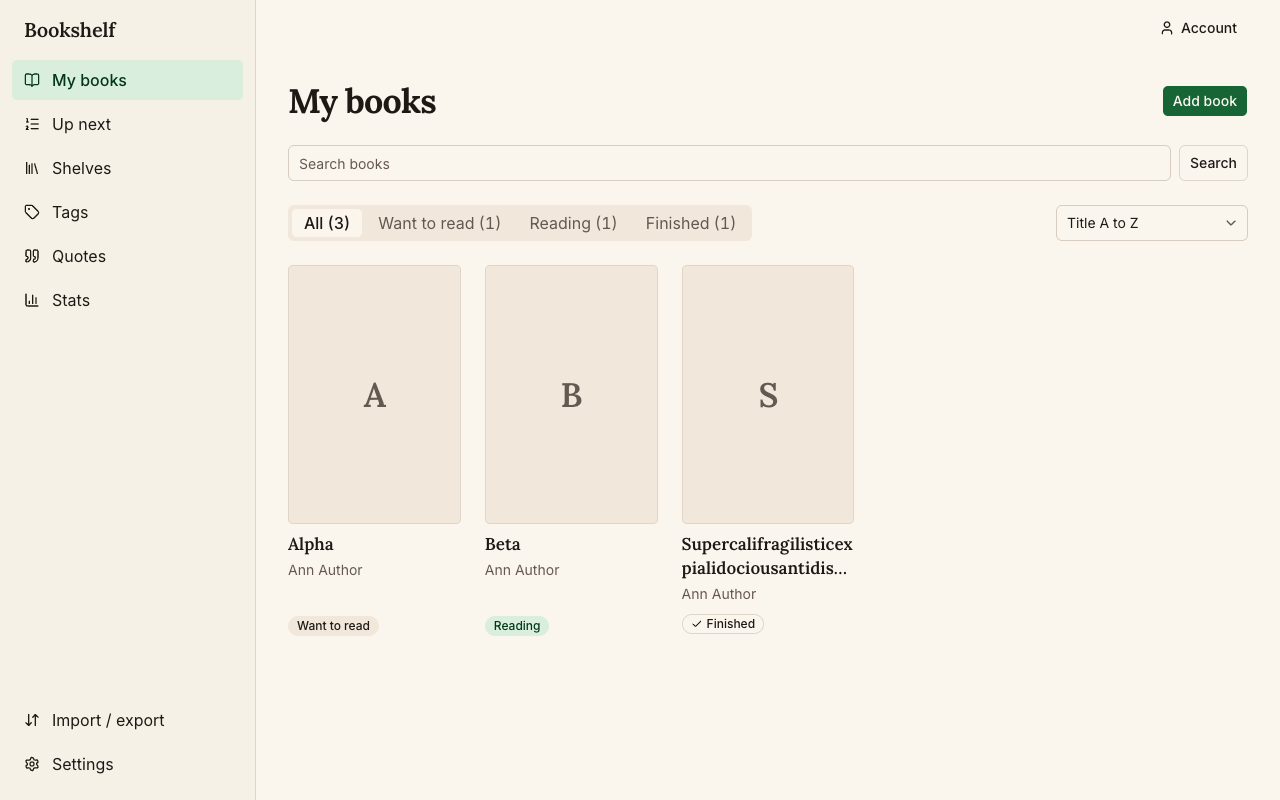 Bookshelf
My books
Up next
Shelves
Tags
Quotes
Stats
Import / export
Settings
Account
My books
Add book
Search books
Search
All (3)
Want to read (1)
Reading (1)
Finished (1)
Title A to Z
A
B
S
Alpha
Ann Author
Want to read
Beta
Ann Author
Reading
Supercalifragilisticex
pialidociousantidis...
Ann Author
Finished